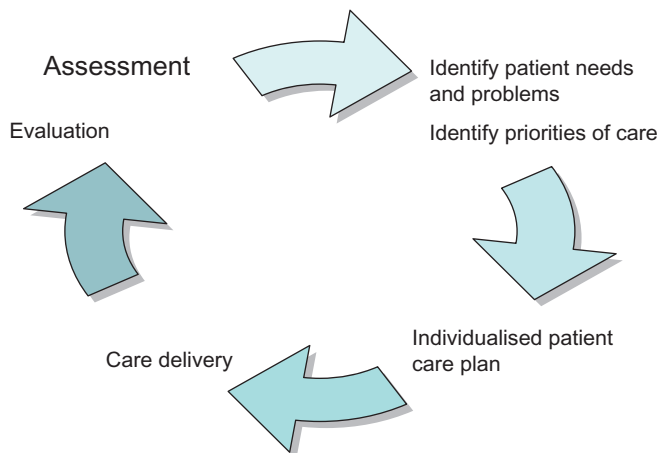 Assessment
Identify patient needs
and problems
Identify priorities of care
Individualised patient
care plan
Care delivery
Evaluation